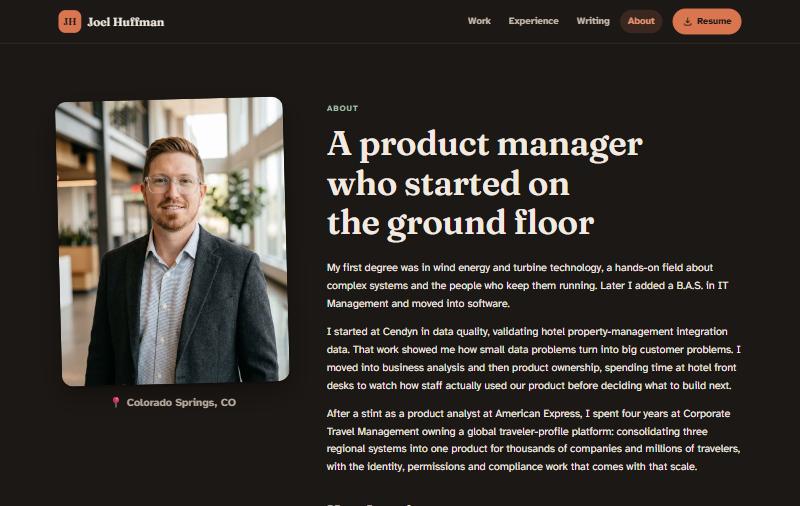 JH Joel Huffman
Work Experience Writing About Resume
ABOUT
A product manager
who started on
the ground floor
My first degree was in wind energy and turbine technology, a hands-on field about
complex systems and the people who keep them running. Later I added a B.A.S. in IT
Management and moved into software.
I started at Cendyn in data quality, validating hotel property-management integration
data. That work showed me how small data problems turn into big customer problems. I
moved into business analysis and then product ownership, spending time at hotel front
desks to watch how staff actually used our product before deciding what to build next.
After a stint as a product analyst at American Express, I spent four years at Corporate
Travel Management owning a global traveler-profile platform: consolidating three
regional systems into one product for thousands of companies and millions of travelers,
with the identity, permissions and compliance work that comes with that scale.
Colorado Springs, CO